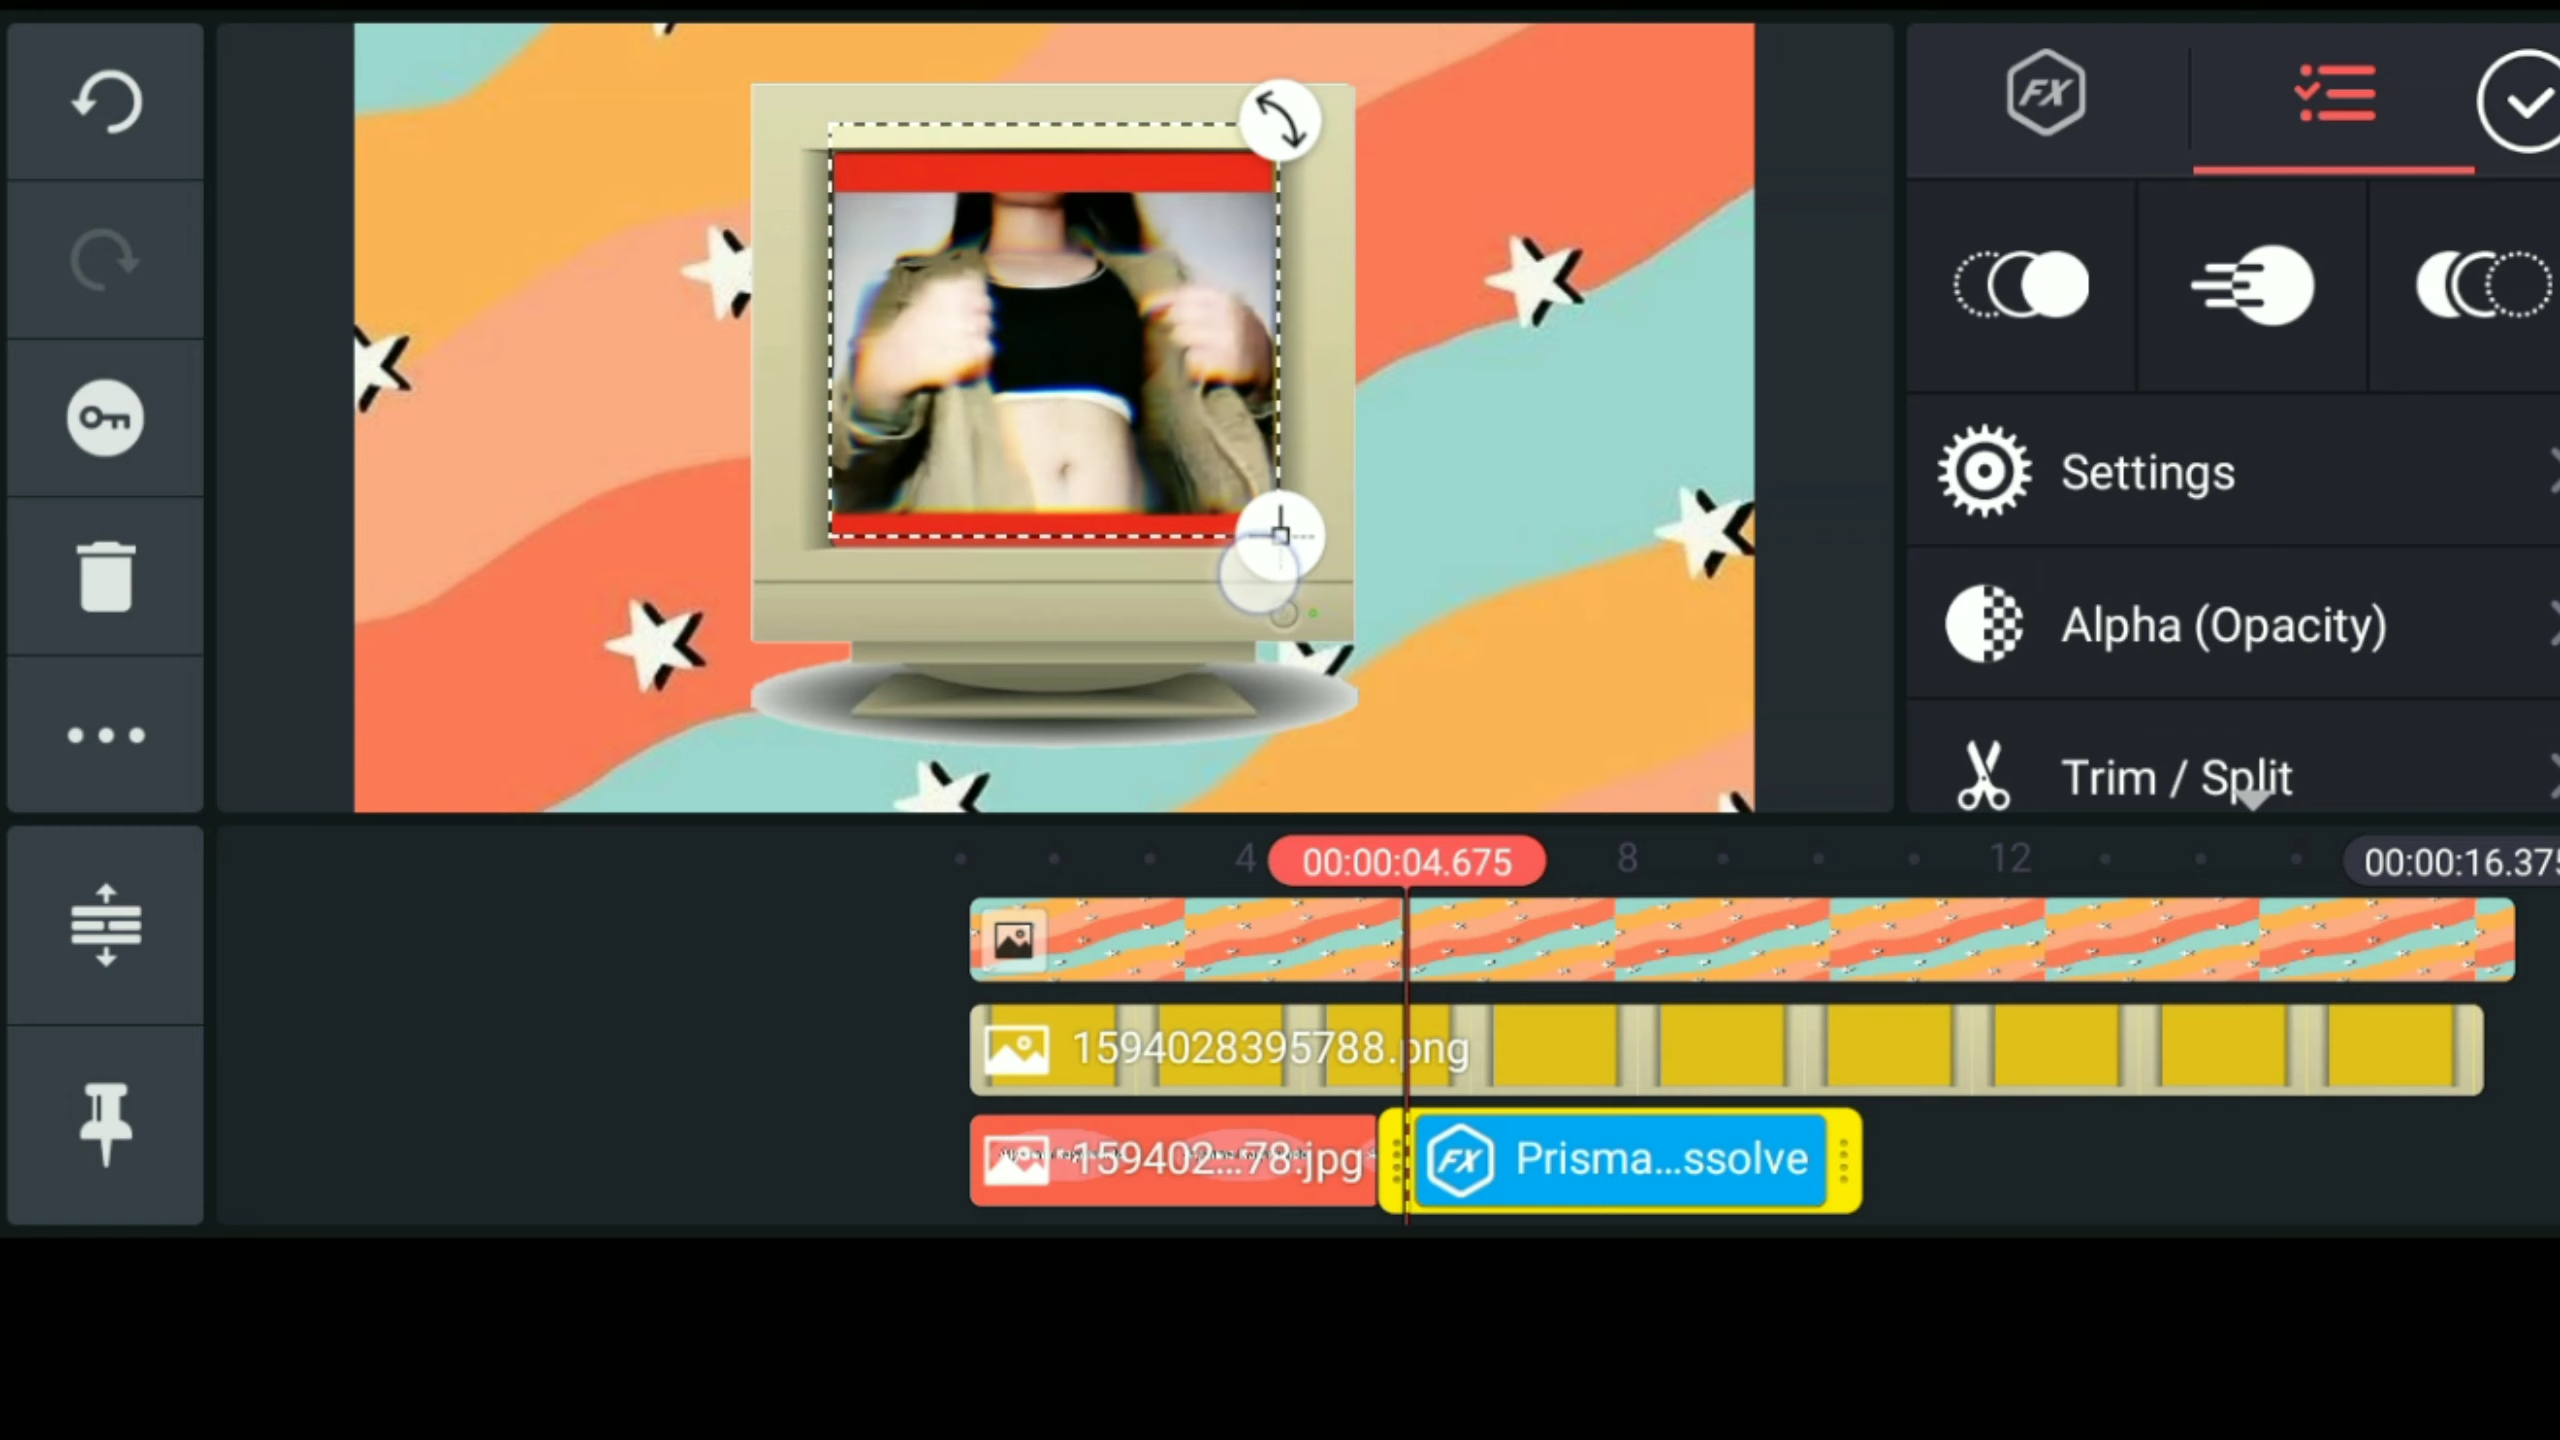 FX
Settings
Alpha (Opacity)
Trim / Split
4
00:00:04.675
8
12
00:00:16.375
1594028395788.png
159402...78.jpg
FX
Prisma...ssolve